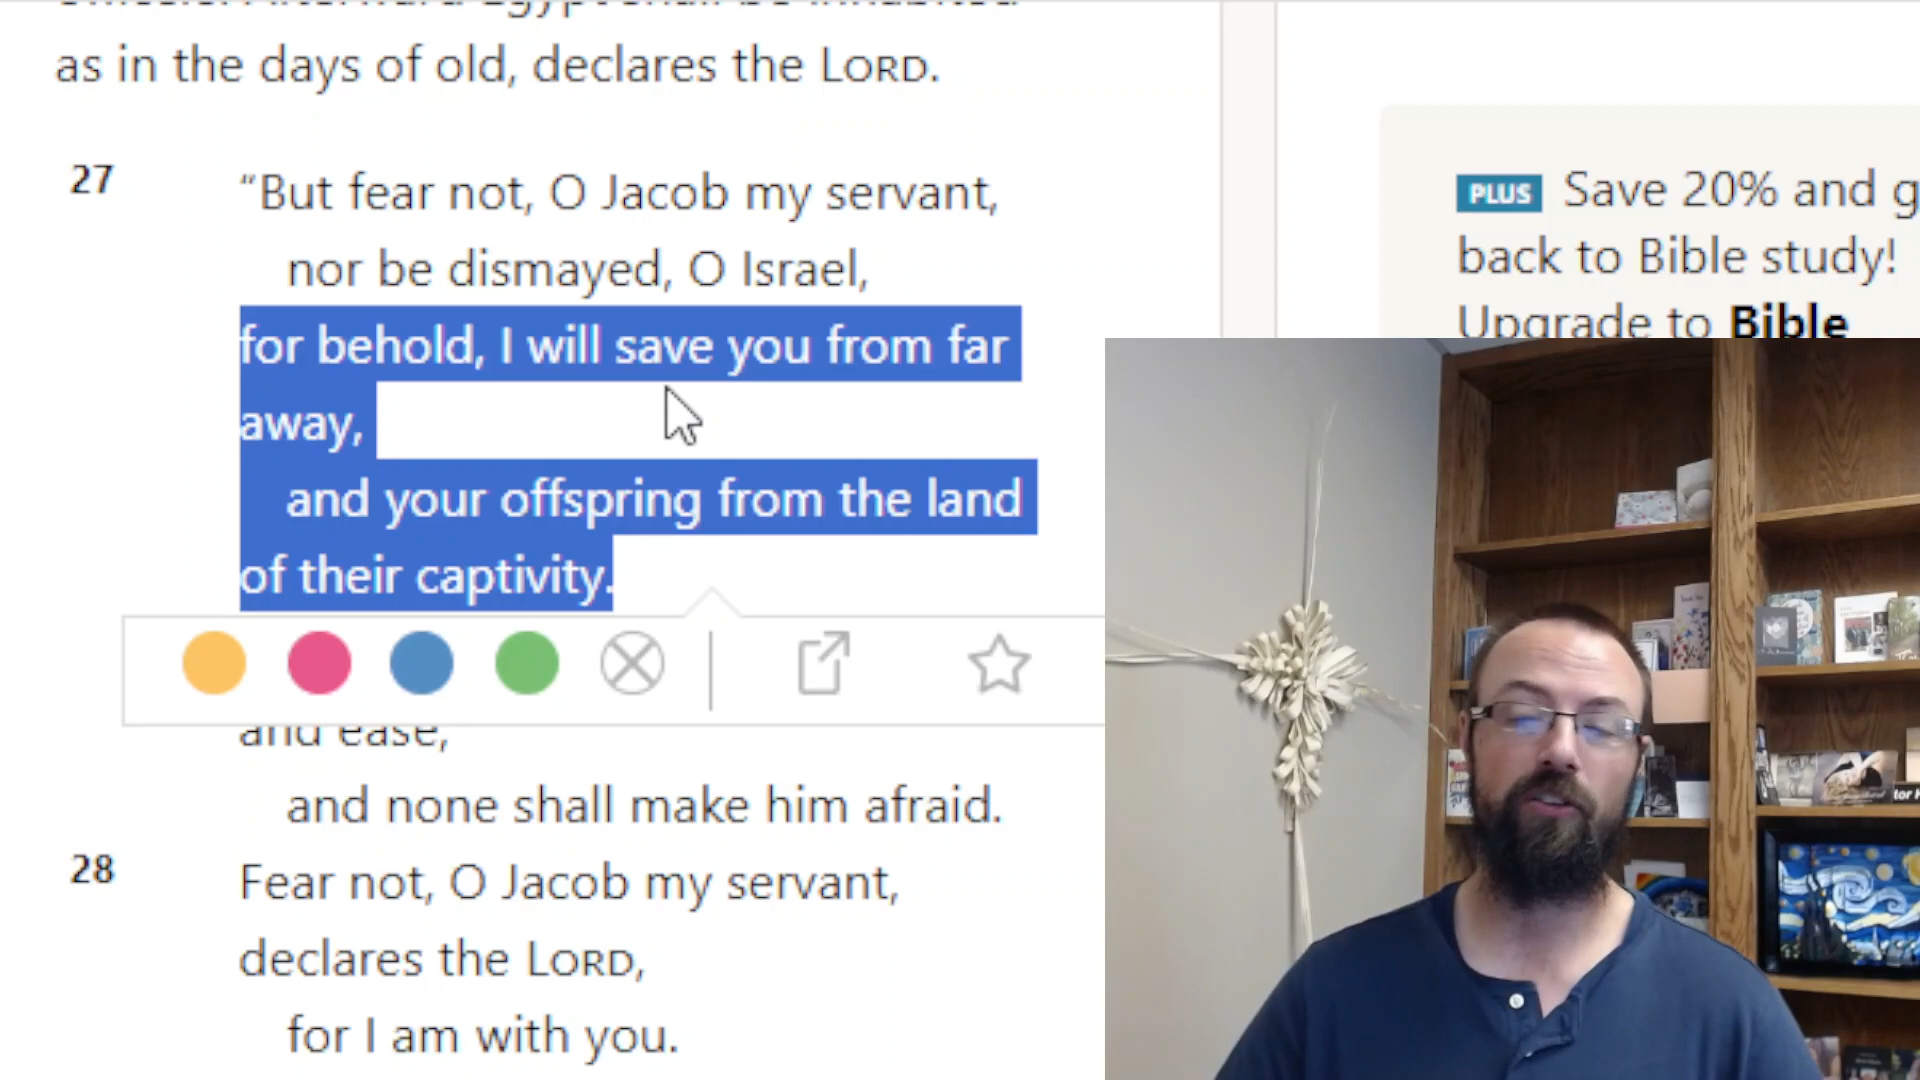 as in the days of old, declares the LORD.
27
“But fear not, O Jacob my servant,
nor be dismayed, O Israel,
for behold, I will save you from far
away,
and your offspring from the land
of their captivity.
and ease,
and none shall make him afraid.
28
Fear not, O Jacob my servant,
declares the LORD,
for I am with you.
PLUS Save 20% and g
back to Bible study!
Upgrade to Bible